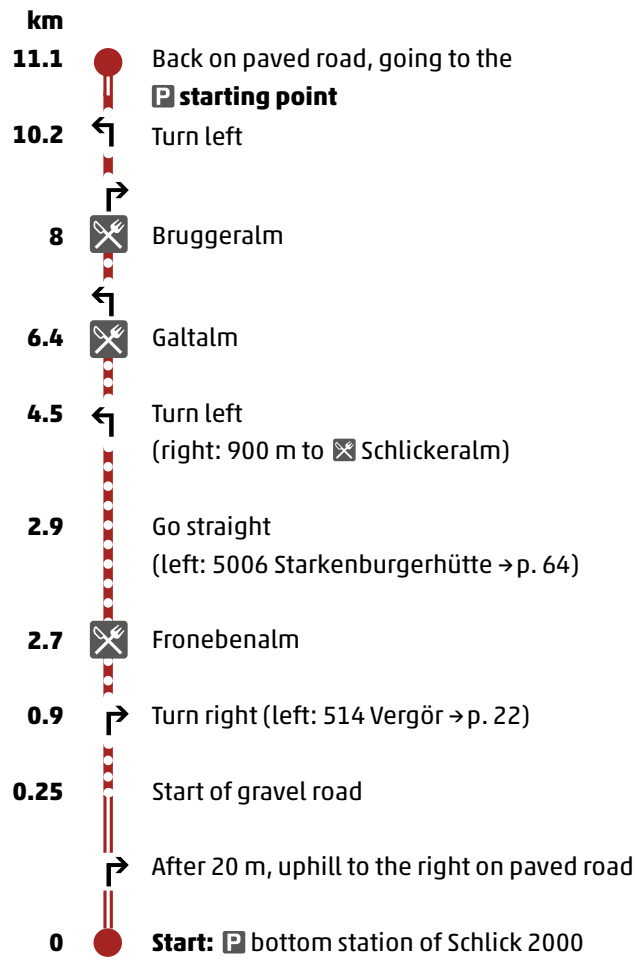 km
11.1 Back on paved road, going to the
P starting point
10.2 Turn left
8 Bruggeralm
6.4 Galtalm
4.5 Turn left
(right: 900 m to Schlickeralm)
2.9 Go straight
(left: 5006 Starkenburgerhütte → p. 64)
2.7 Fronebenalm
0.9 Turn right (left: 514 Vergör → p. 22)
0.25 Start of gravel road
After 20 m, uphill to the right on paved road
0 Start: P bottom station of Schlick 2000